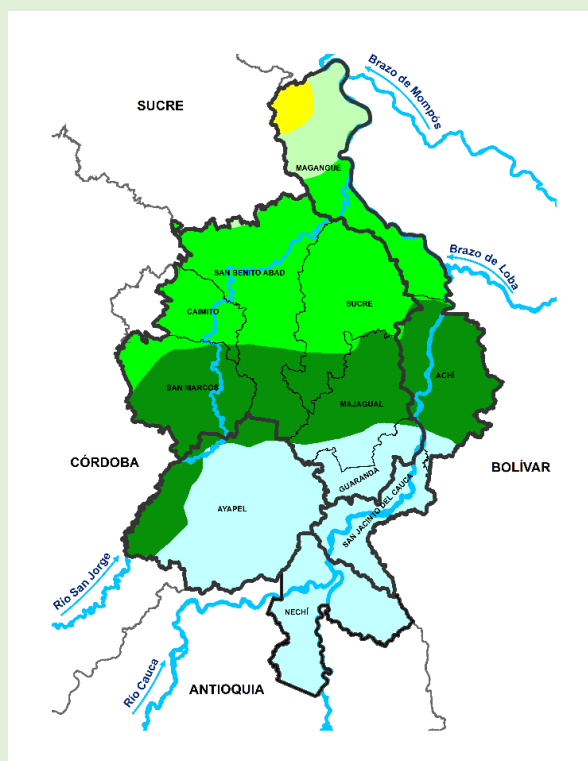 Brazo de Mompós
SUCRE
MAGANGUE
Brazo de Loba
SAN BENITO ABAD
SUCRE
CAIMITO
ACHÍ
SAN MARCOS
MAJAGUAL
CÓRDOBA
BOLÍVAR
GUARANDA
AYAPEL
SAN JACINTO DEL CAUCA
Río San Jorge
NECHÍ
Río Cauca
ANTIOQUIA